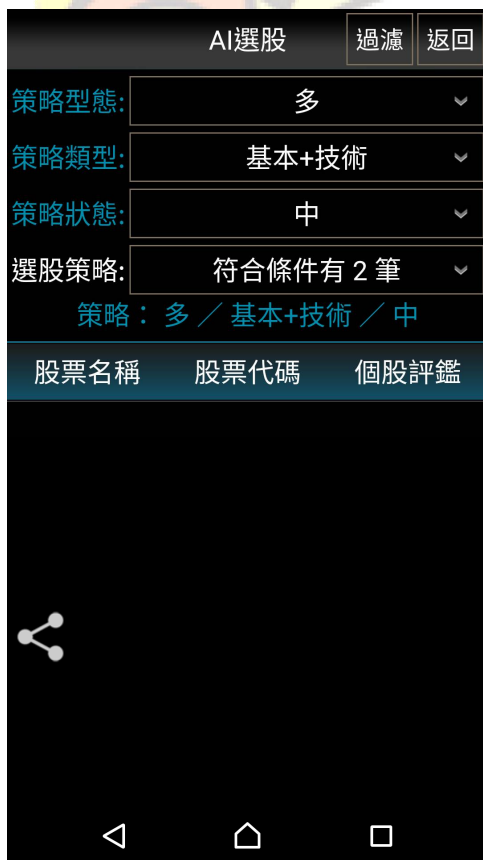 AI選股 過濾 返回
策略型態: 多
策略類型: 基本+技術
策略狀態: 中
選股策略: 符合條件有 2 筆
策略： 多 ／ 基本+技術 ／ 中
股票名稱 股票代碼 個股評鑑